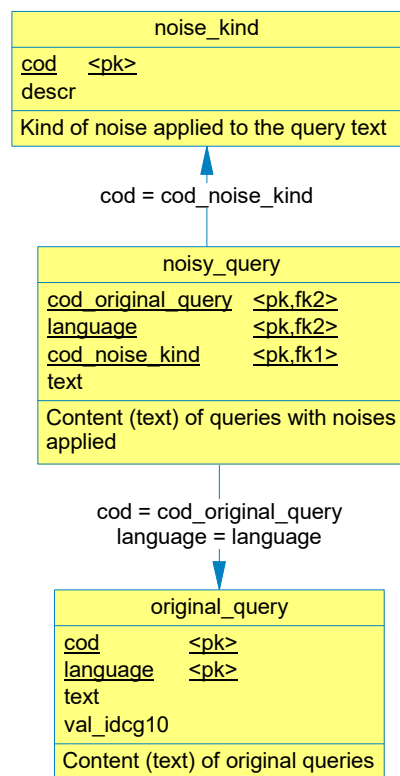 noise_kind
cod <pk>
descr
Kind of noise applied to the query text
cod = cod_noise_kind
noisy_query
cod_original_query <pk,fk2>
language <pk,fk2>
cod_noise_kind <pk,fk1>
text
Content (text) of queries with noises
applied
cod = cod_original_query
language = language
original_query
cod <pk>
language <pk>
text
val_idcg10
Content (text) of original queries